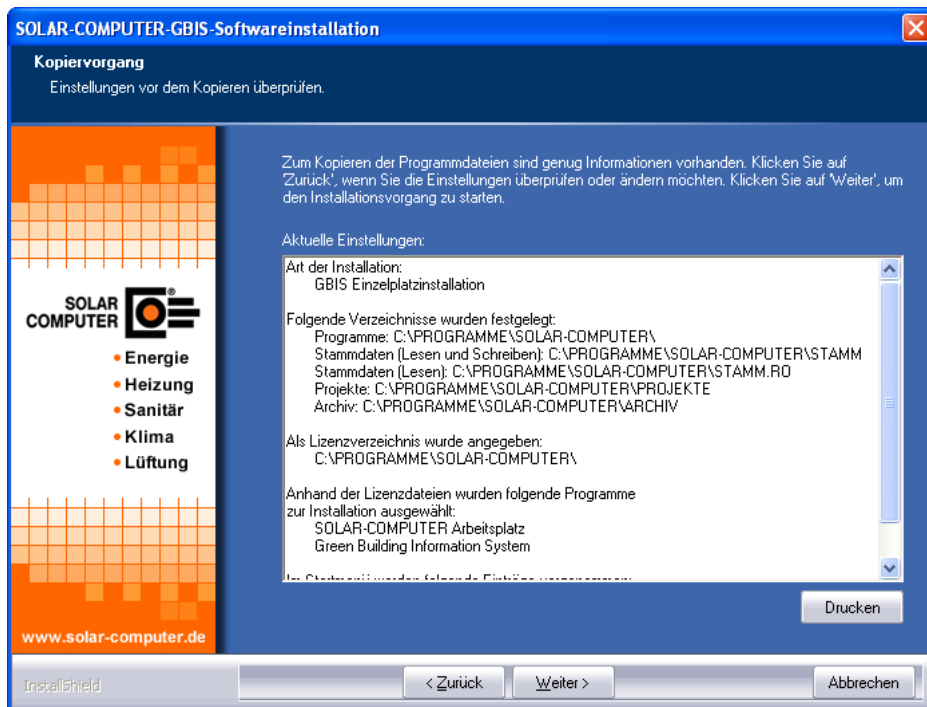 SOLAR-COMPUTER-GBIS-Softwareinstallation
Kopiervorgang
Einstellungen vor dem Kopieren überprüfen.
SOLAR
COMPUTER
®
• Energie
• Heizung
• Sanitär
• Klima
• Lüftung
www.solar-computer.de
Zum Kopieren der Programmdateien sind genug Informationen vorhanden. Klicken Sie auf
'Zurück', wenn Sie die Einstellungen überprüfen oder ändern möchten. Klicken Sie auf 'Weiter', um
den Installationsvorgang zu starten.
Aktuelle Einstellungen:
Art der Installation:
GBIS Einzelplatzinstallation
Folgende Verzeichnisse wurden festgelegt:
Programme: C:\PROGRAMME\SOLAR-COMPUTER\
Stammdaten (Lesen und Schreiben): C:\PROGRAMME\SOLAR-COMPUTER\STAMM
Stammdaten (Lesen): C:\PROGRAMME\SOLAR-COMPUTER\STAMM.RO
Projekte: C:\PROGRAMME\SOLAR-COMPUTER\PROJEKTE
Archiv: C:\PROGRAMME\SOLAR-COMPUTER\ARCHIV
Als Lizenzverzeichnis wurde angegeben:
C:\PROGRAMME\SOLAR-COMPUTER\
Anhand der Lizenzdateien wurden folgende Programme
zur Installation ausgewählt:
SOLAR-COMPUTER Arbeitsplatz
Green Building Information System
Im Startmenü werden folgende Einträge vorgenommen:
Drucken
InstallShield
< Zurück
Weiter >
Abbrechen